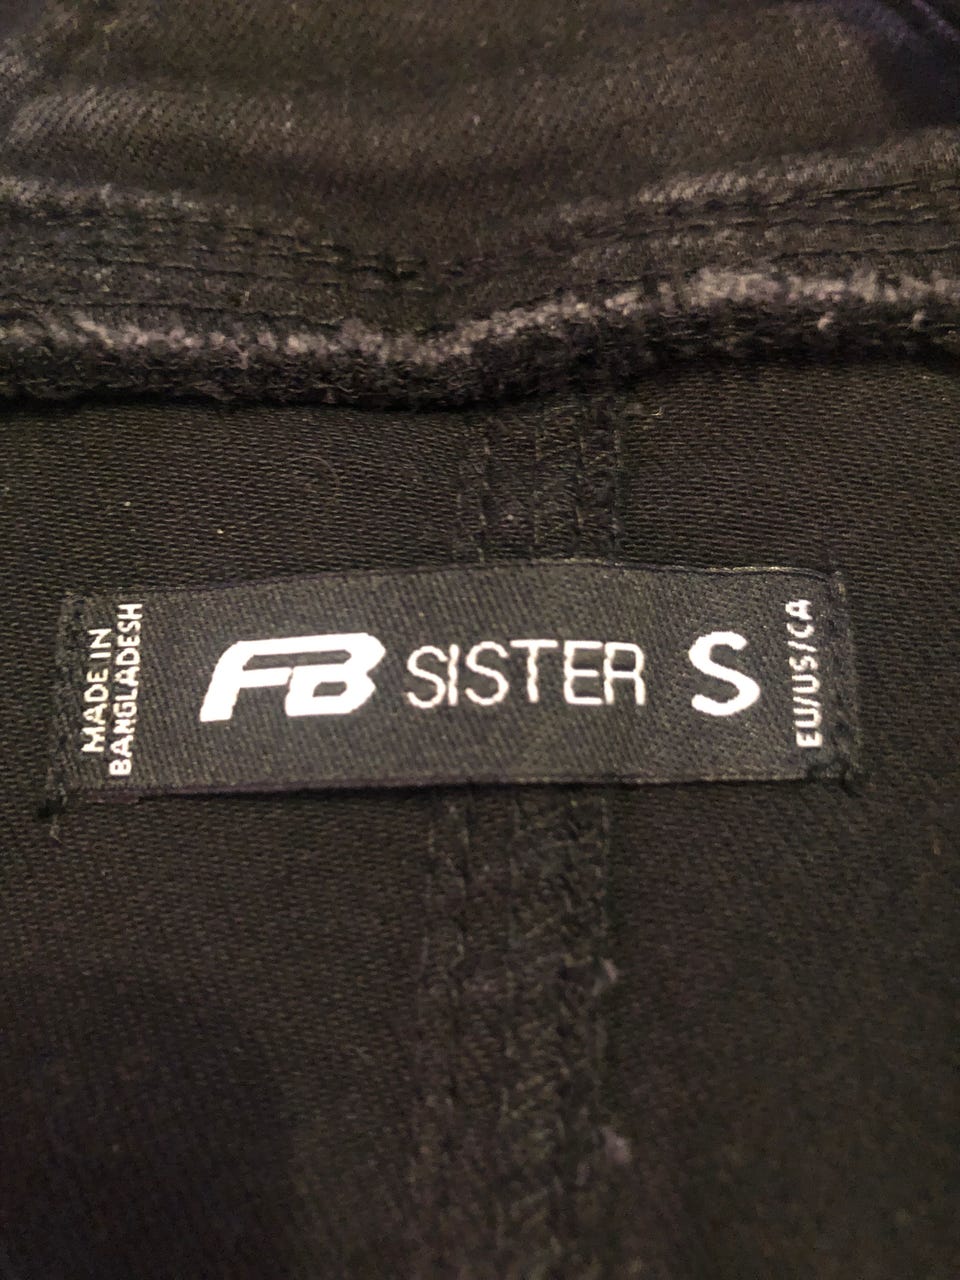 MADE IN
BANGLADESH
FB SISTER S
EU/US/CA